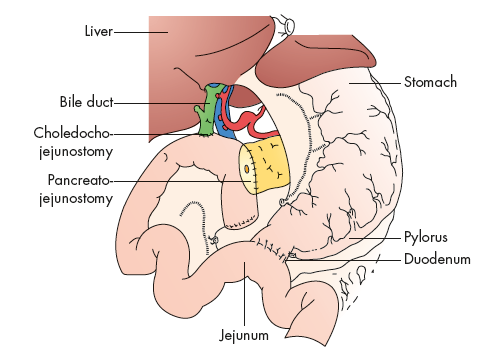 Liver
Bile duct
Choledocho-
jejunostomy
Pancreato-
jejunostomy
Stomach
Pylorus
Duodenum
Jejunum